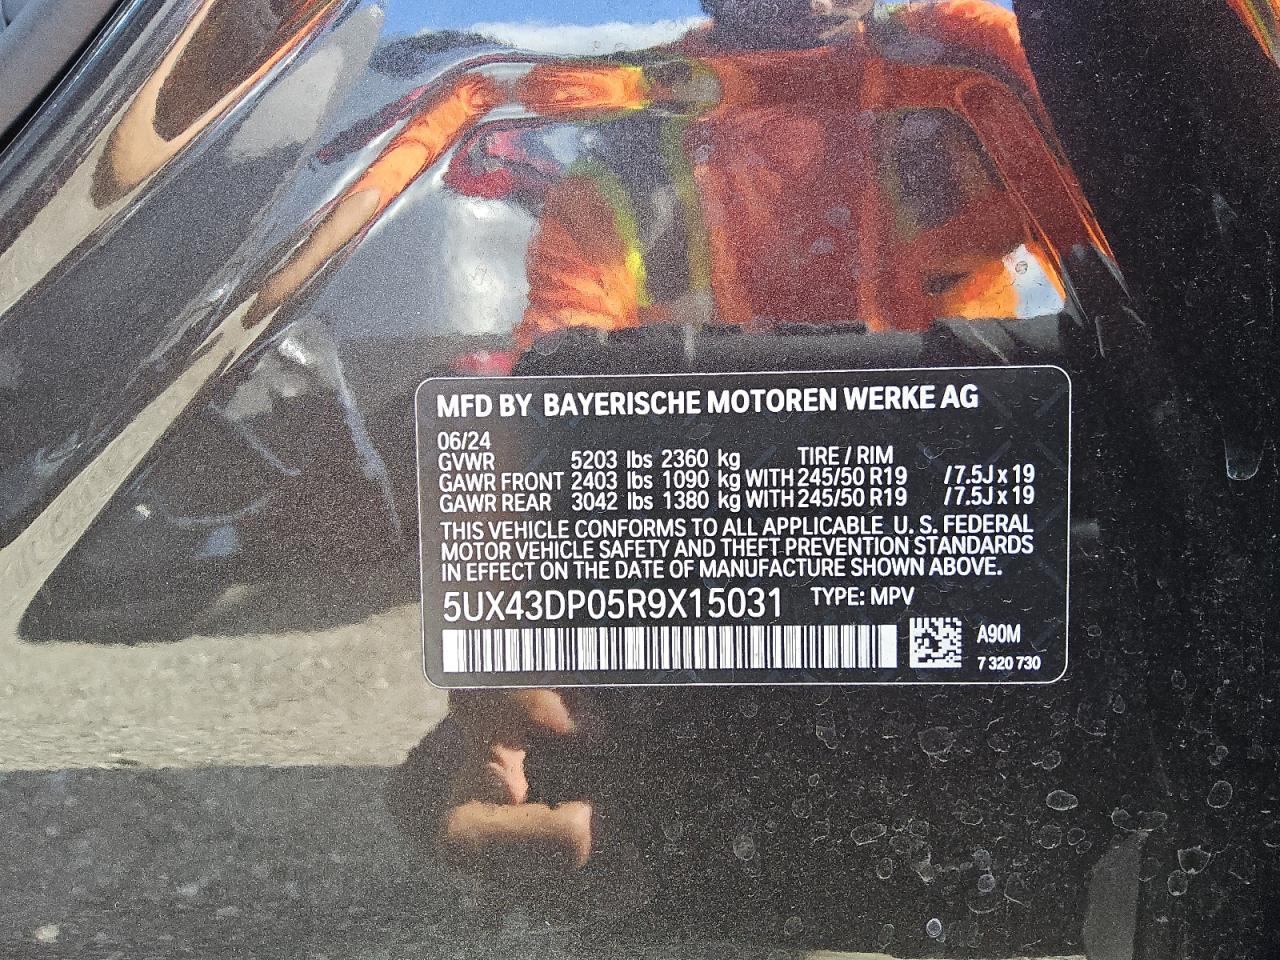 MFD BY BAYERISCHE MOTOREN WERKE AG
06/24
GVWR 5203 lbs 2360 kg TIRE / RIM
GAWR FRONT 2403 lbs 1090 kg WITH 245/50 R19 /7.5J x 19
GAWR REAR 3042 lbs 1380 kg WITH 245/50 R19 /7.5J x 19
THIS VEHICLE CONFORMS TO ALL APPLICABLE U. S. FEDERAL
MOTOR VEHICLE SAFETY AND THEFT PREVENTION STANDARDS
IN EFFECT ON THE DATE OF MANUFACTURE SHOWN ABOVE.
5UX43DP05R9X15031 TYPE: MPV
A90M
7 320 730